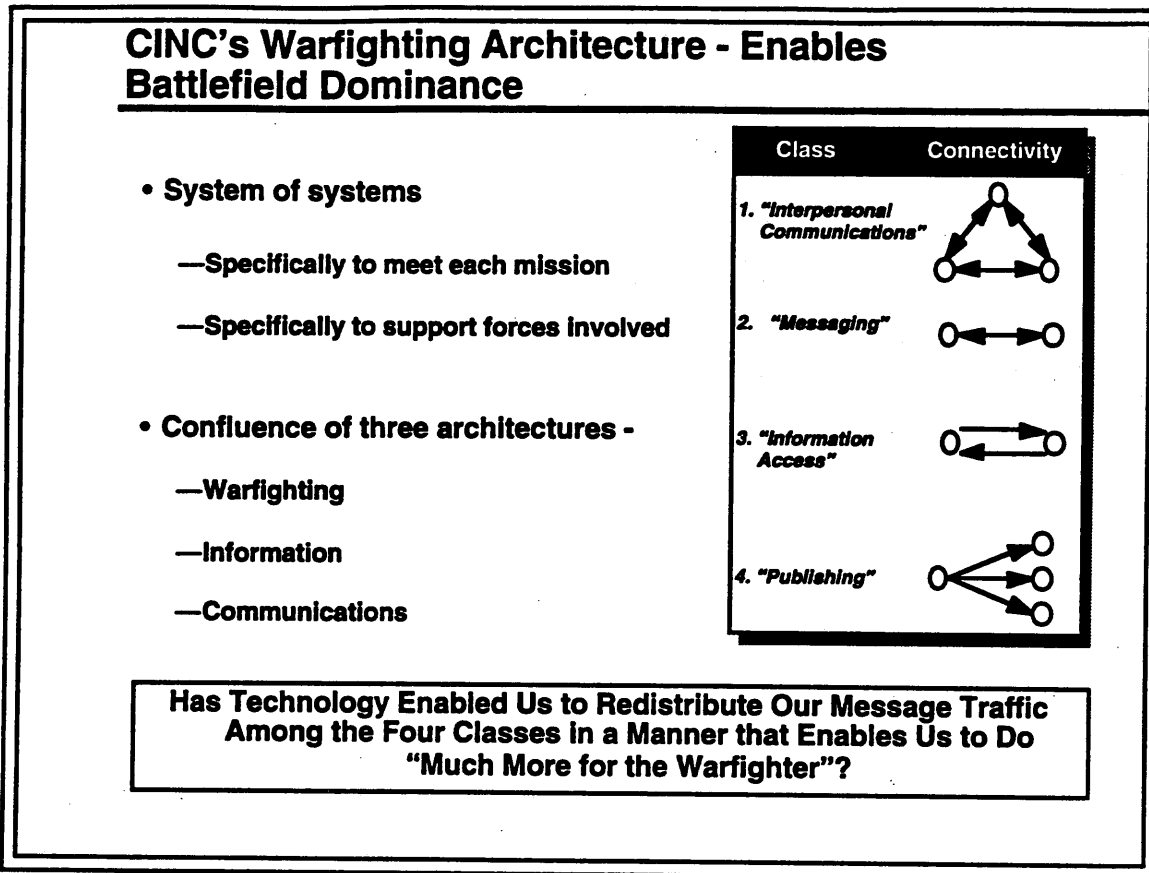 CINC's Warfighting Architecture - Enables
Battlefield Dominance
• System of systems
—Specifically to meet each mission
—Specifically to support forces involved
• Confluence of three architectures -
—Warfighting
—Information
—Communications
Class Connectivity
1. "Interpersonal
Communications"
2. "Messaging"
3. "Information
Access"
4. "Publishing"
Has Technology Enabled Us to Redistribute Our Message Traffic
Among the Four Classes in a Manner that Enables Us to Do
"Much More for the Warfighter"?